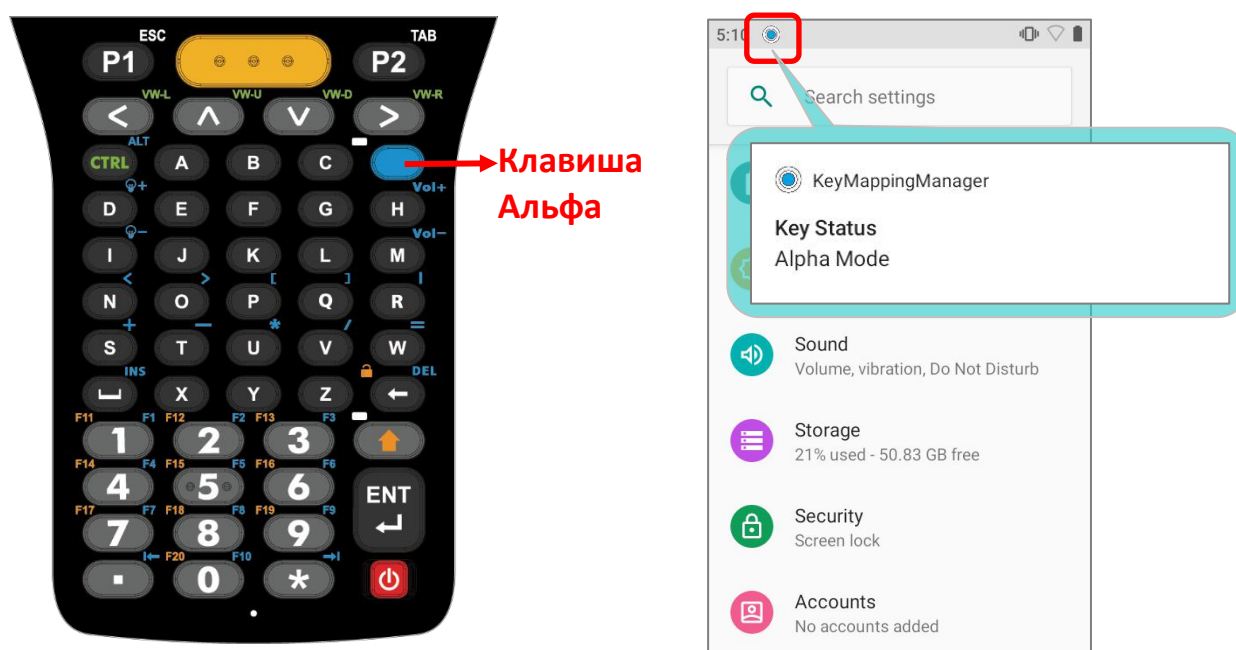 ESC TAB
P1 P2
VW-L VW-U VW-D VW-R
< ∧ ∨ >
ALT
CTRL A B C
Клавиша
Альфа
+ Vol+
D E F G H
− Vol−
I J K L M
< > [ ] |
N O P Q R
+ − * / =
S T U V W
INS DEL
X Y Z ←
F11 F1 F12 F2 F13 F3
1 2 3
F14 F4 F15 F5 F16 F6
4 5 6 ENT
F17 F7 F18 F8 F19 F9
7 8 9
|← F20 F10 →|
. 0 *
5:10
Search settings
KeyMappingManager
Key Status
Alpha Mode
Sound
Volume, vibration, Do Not Disturb
Storage
21% used - 50.83 GB free
Security
Screen lock
Accounts
No accounts added